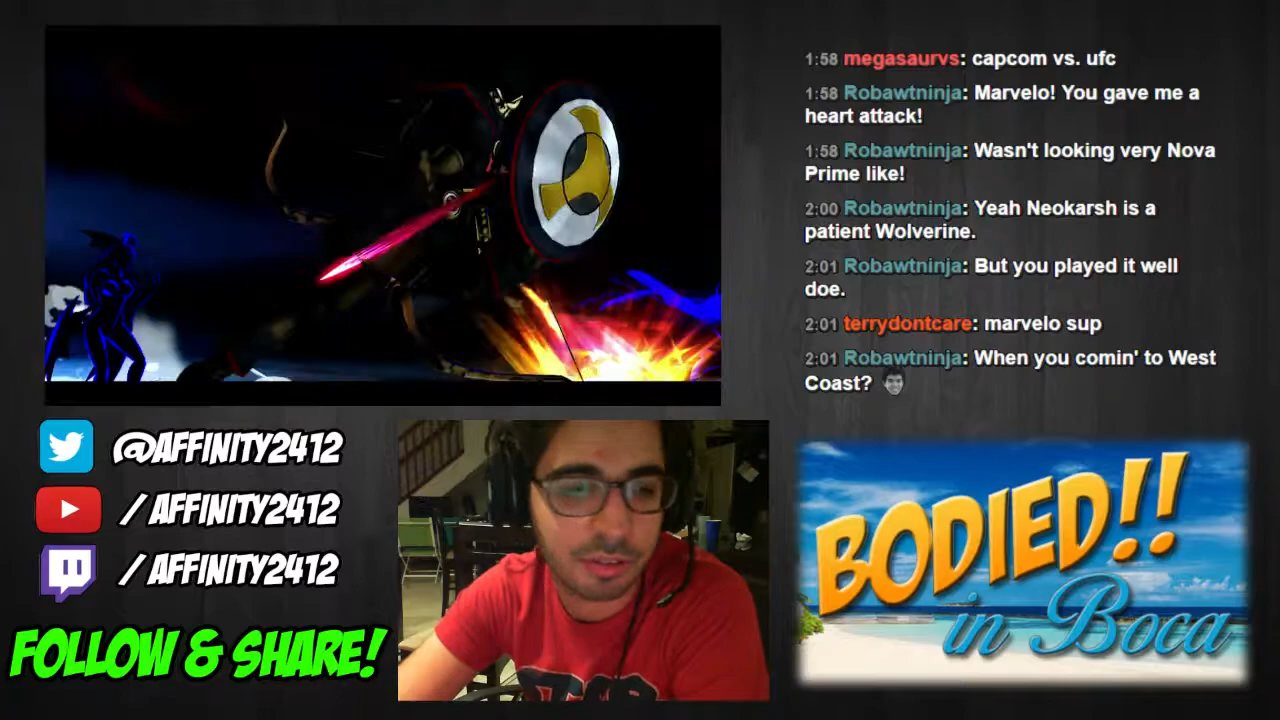 1:58 megasaurvs: capcom vs. ufc
1:58 Robawtninja: Marvelo! You gave me a
heart attack!
1:58 Robawtninja: Wasn't looking very Nova
Prime like!
2:00 Robawtninja: Yeah Neokarsh is a
patient Wolverine.
2:01 Robawtninja: But you played it well
doe.
2:01 terrydontcare: marvelo sup
2:01 Robawtninja: When you comin' to West
Coast?
@AFFINITY2412
/AFFINITY2412
/AFFINITY2412
FOLLOW & SHARE!
BODIED!!
in Boca